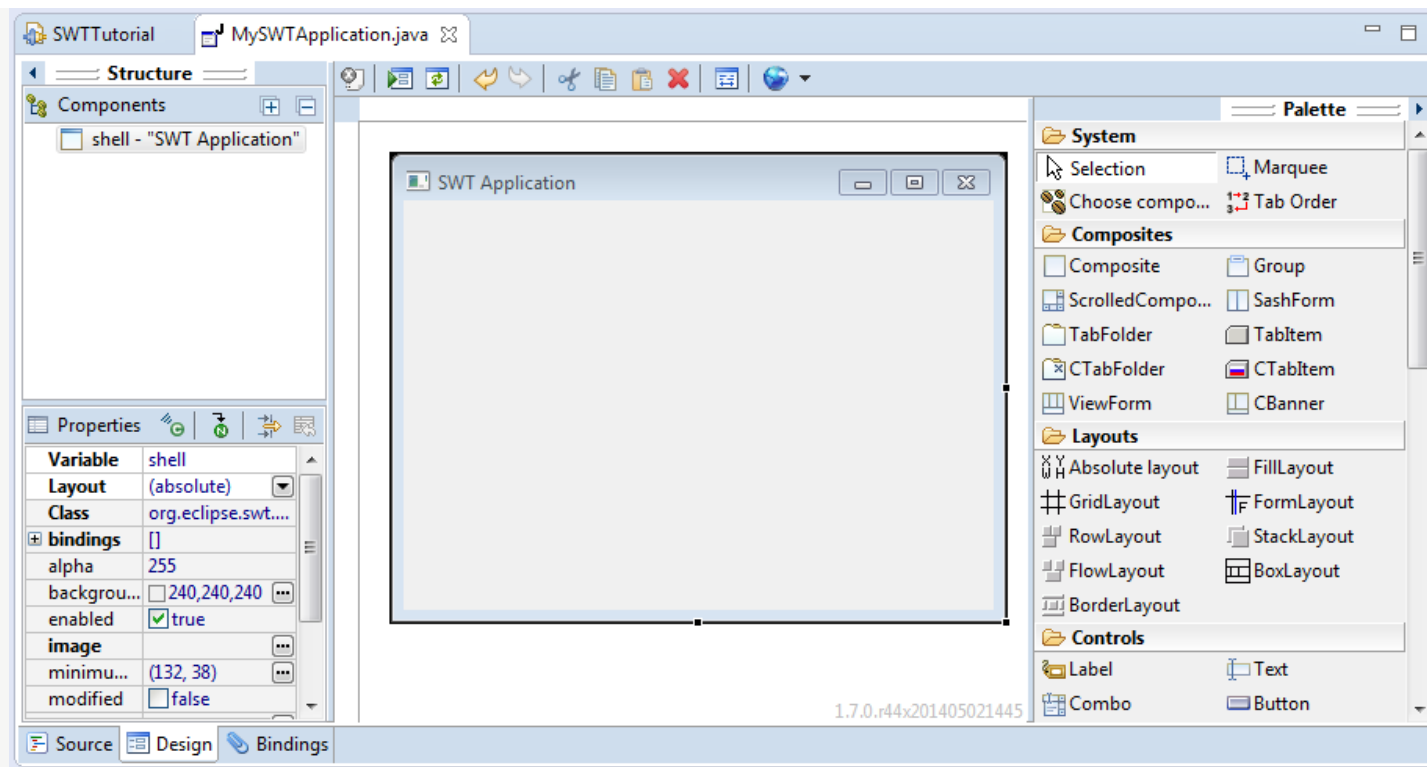 SWTTutorial
MySWTApplication.java
Structure
Components
shell - "SWT Application"
Properties
Variable shell
Layout (absolute)
Class org.eclipse.swt....
bindings []
alpha 255
backgrou... 240,240,240
enabled true
image
minimu... (132, 38)
modified false
SWT Application
1.7.0.r44x201405021445
Palette
System
Selection Marquee
Choose compo... Tab Order
Composites
Composite Group
ScrolledCompo... SashForm
TabFolder TabItem
CTabFolder CTabItem
ViewForm CBanner
Layouts
Absolute layout FillLayout
GridLayout FormLayout
RowLayout StackLayout
FlowLayout BoxLayout
BorderLayout
Controls
Label Text
Combo Button
Source Design Bindings